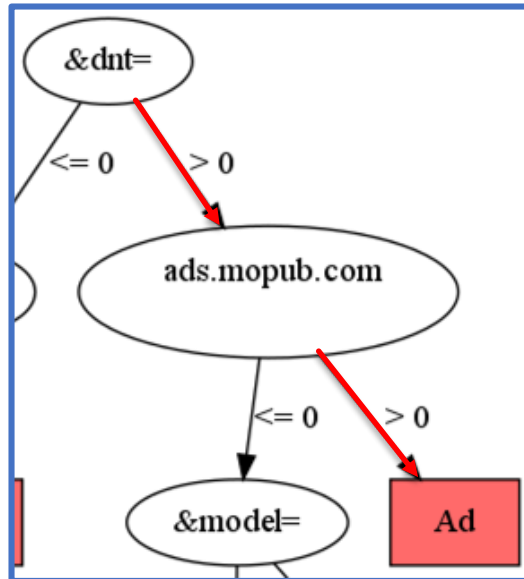 &dnt=
<= 0
> 0
ads.mopub.com
<= 0
> 0
&model=
Ad